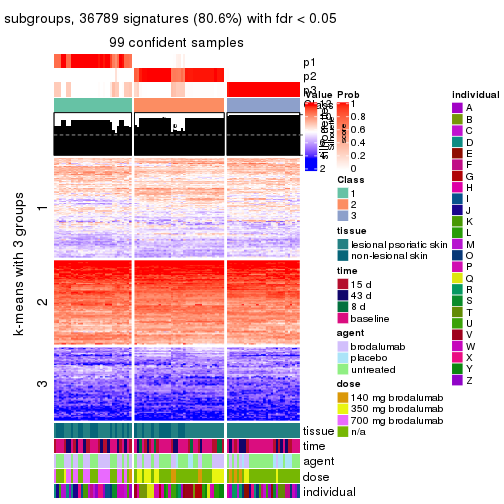 subgroups, 36789 signatures (80.6%) with fdr < 0.05
99 confident samples
p1
p2
p3
k-means with 3 groups
1
2
3
tissue
time
agent
dose
individual
Value
2
Prob
1
0.8
0.6
0.4
0.2
0
Class
1
2
3
tissue
lesional psoriatic skin
non-lesional skin
time
15 d
43 d
8 d
baseline
agent
brodalumab
placebo
untreated
dose
140 mg brodalumab
350 mg brodalumab
700 mg brodalumab
n/a
individual
A
B
C
D
E
F
G
H
I
J
K
L
M
O
P
Q
R
S
T
U
V
W
X
Y
Z